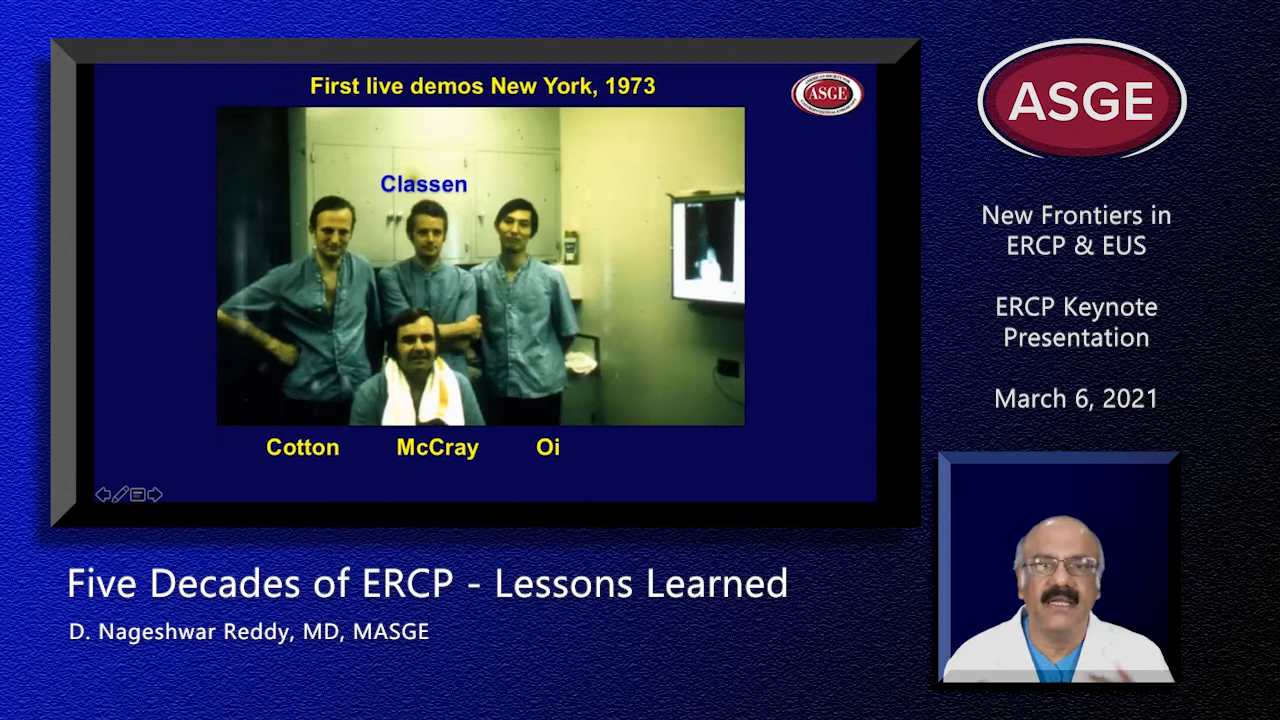 First live demos New York, 1973
ASGE
Classen
Cotton McCray Oi
ASGE
New Frontiers in
ERCP & EUS
ERCP Keynote
Presentation
March 6, 2021
Five Decades of ERCP - Lessons Learned
D. Nageshwar Reddy, MD, MASGE